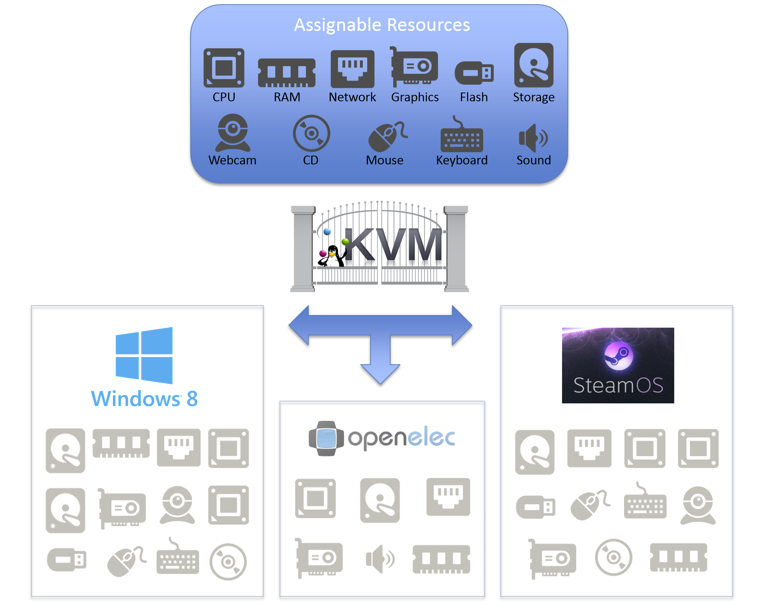 Assignable Resources
CPU RAM Network Graphics Flash Storage
Webcam CD Mouse Keyboard Sound
KVM
Windows 8
openelec
SteamOS